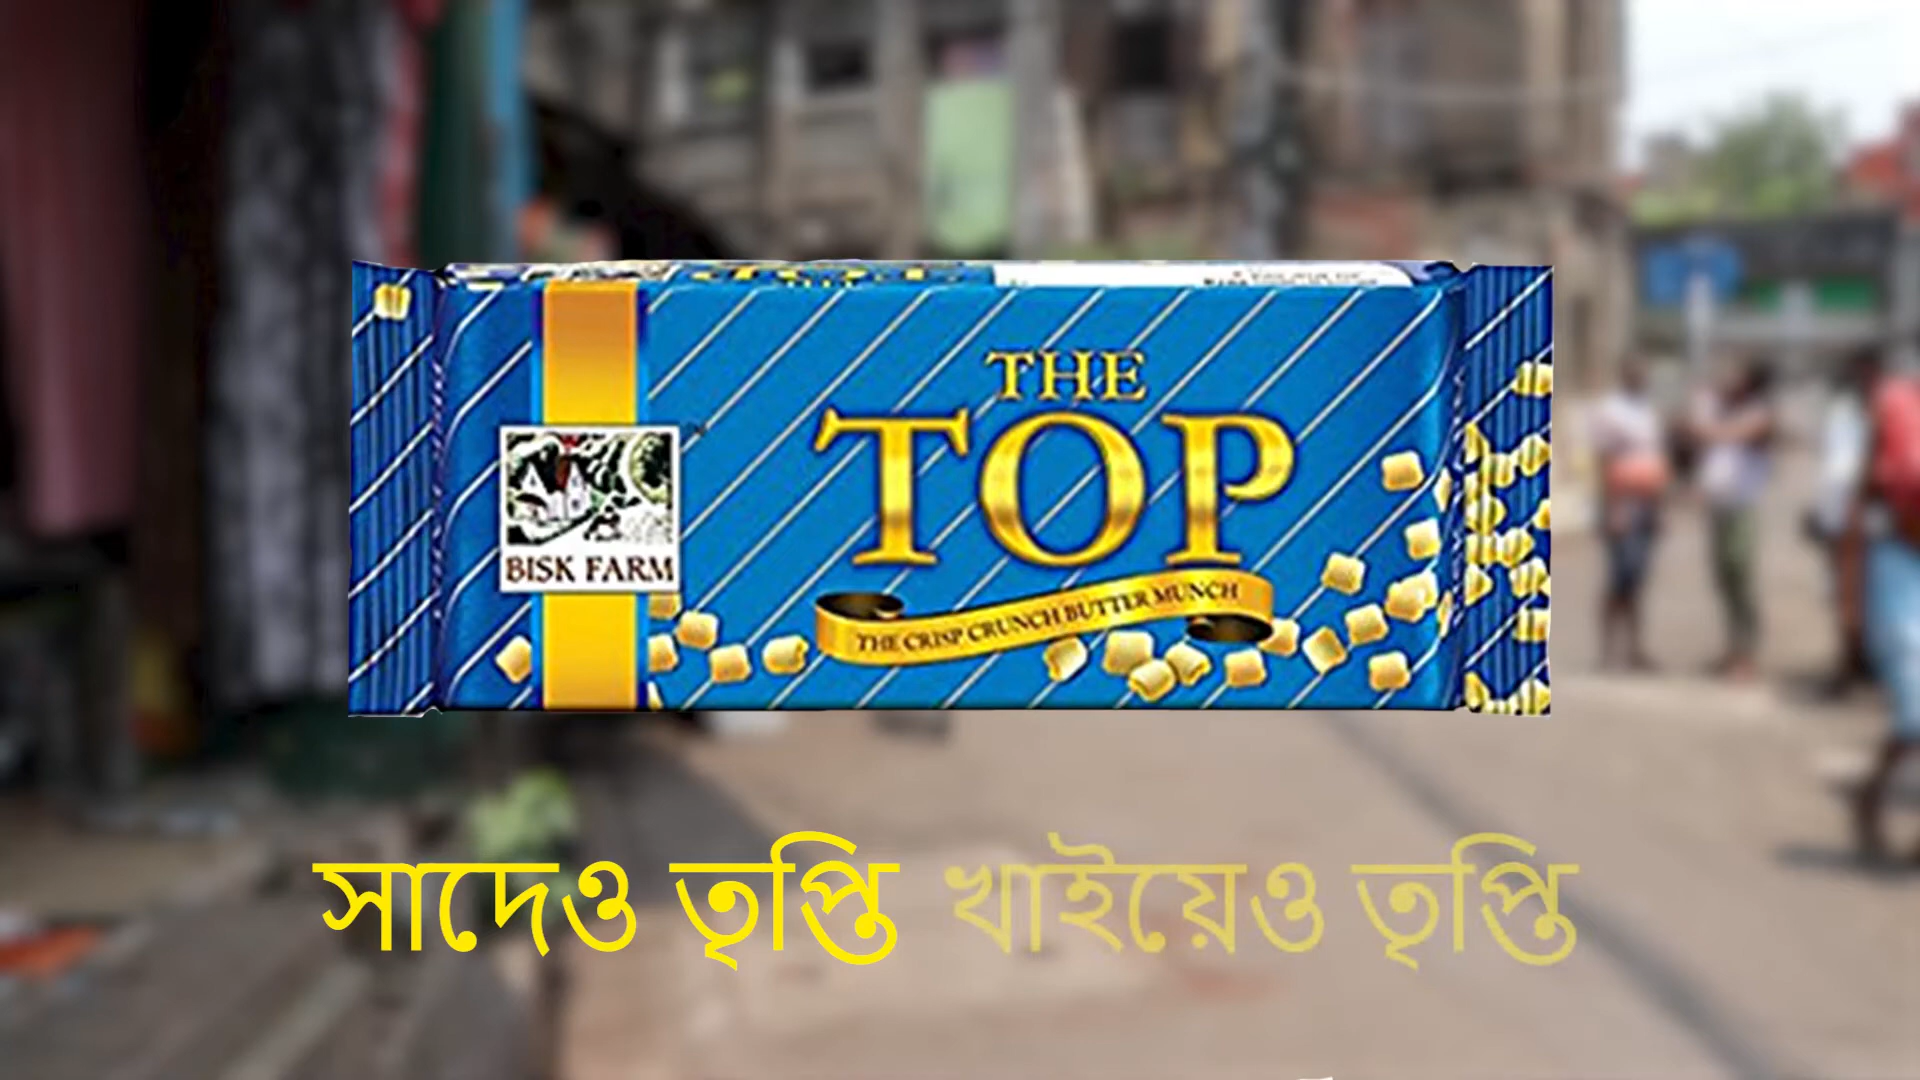 THE
TOP
BISK FARM
THE CRISP CRUNCH BUTTER MUNCH
সাদেও তৃপ্তি খাইয়েও তৃপ্তি